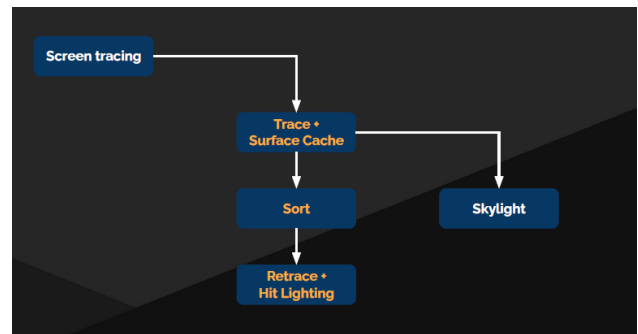 Screen tracing
Trace +
Surface Cache
Sort
Skylight
Retrace +
Hit Lighting